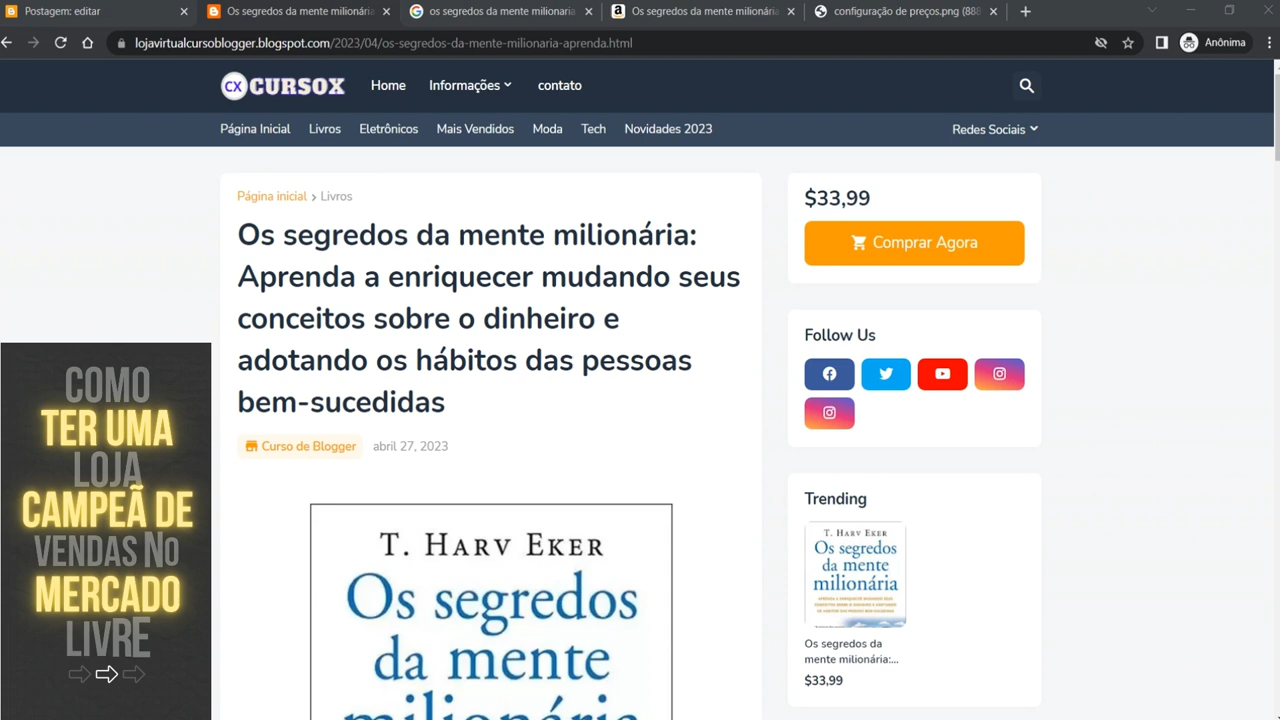 Postagem: editar
Os segredos da mente milionária
os segredos da mente milionaria
Os segredos da mente milionária
configuração de preços.png (888
lojavirtualcursoblogger.blogspot.com/2023/04/os-segredos-da-mente-milionaria-aprenda.html
Anônima
CX CURSOX
Home
Informações
contato
Página Inicial
Livros
Eletrônicos
Mais Vendidos
Moda
Tech
Novidades 2023
Redes Sociais
Página inicial > Livros
Os segredos da mente milionária:
Aprenda a enriquecer mudando seus
conceitos sobre o dinheiro e
adotando os hábitos das pessoas
bem-sucedidas
Curso de Blogger
abril 27, 2023
T. Harv Eker
Os segredos
da mente
milionária
$33,99
Comprar Agora
Follow Us
Trending
T. Harv Eker
Os segredos
da mente
milionária
Os segredos da
mente milionária:...
$33,99
COMO
TER UMA
LOJA
CAMPEÃ DE
VENDAS NO
MERCADO
LIVRE